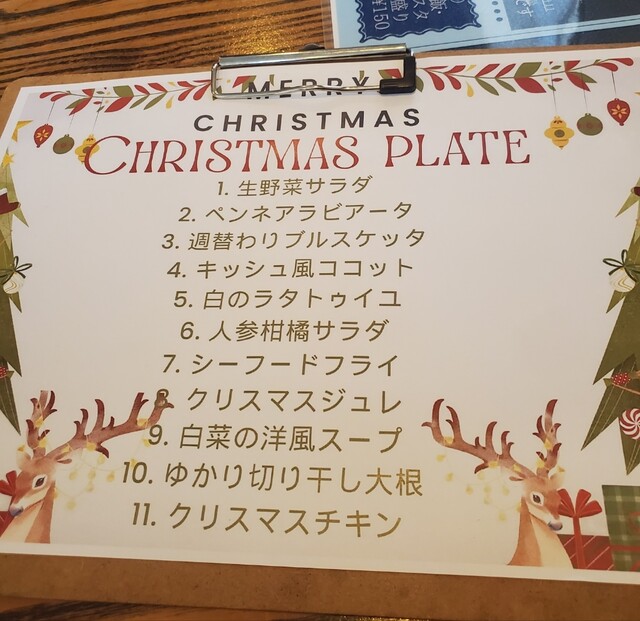 MERRY
CHRISTMAS
CHRISTMAS PLATE
1. 生野菜サラダ
2. ペンネアラビアータ
3. 週替わりブルスケッタ
4. キッシュ風ココット
5. 白のラタトゥイユ
6. 人参柑橘サラダ
7. シーフードフライ
8. クリスマスジュレ
9. 白菜の洋風スープ
10. ゆかり切り干し大根
11. クリスマスチキン
盛り
¥150